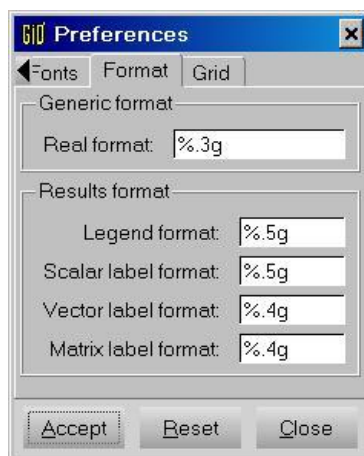 GiD Preferences
Fonts Format Grid
Generic format
Real format: %.3g
Results format
Legend format: %.5g
Scalar label format: %.5g
Vector label format: %.4g
Matrix label format: %.4g
Accept Reset Close